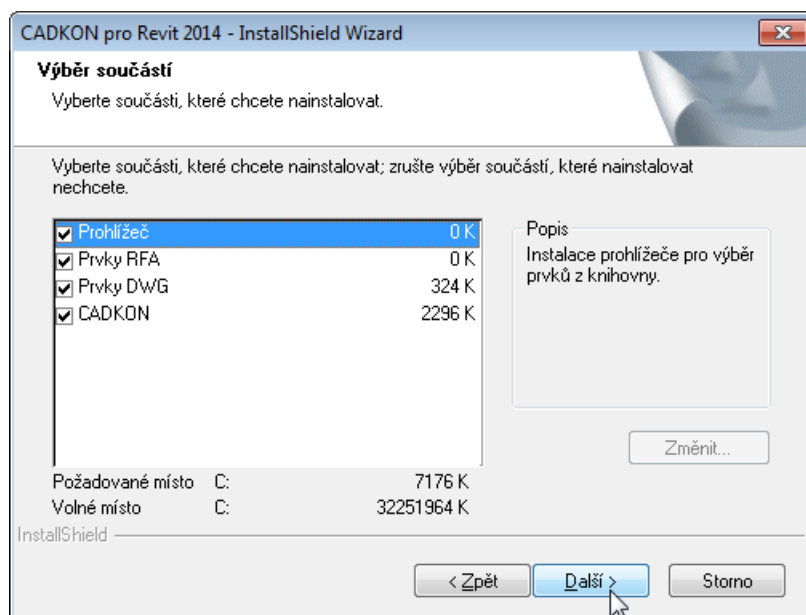 CADKON pro Revit 2014 - InstallShield Wizard
Výběr součástí
Vyberte součásti, které chcete nainstalovat.
Vyberte součásti, které chcete nainstalovat; zrušte výběr součástí, které nainstalovat
nechcete.
Prohlížeč 0 K
Prvky RFA 0 K
Prvky DWG 324 K
CADKON 2296 K
Popis
Instalace prohlížeče pro výběr
prvků z knihovny.
Změnit...
Požadované místo C: 7176 K
Volné místo C: 32251964 K
InstallShield
< Zpět Další > Storno